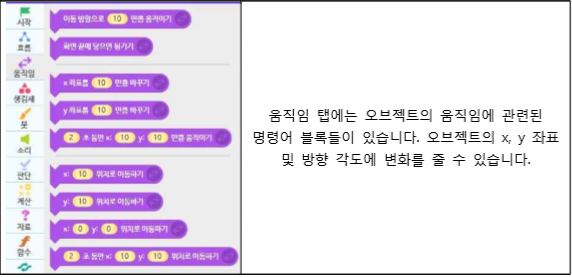 시작
흐름
움직임
생김새
붓
소리
판단
계산
자료
함수
이동 방향으로 10 만큼 움직이기
화면 끝에 닿으면 튕기기
x 좌표를 10 만큼 바꾸기
y 좌표를 10 만큼 바꾸기
2 초 동안 x: 10 y: 10 만큼 움직이기
x: 10 위치로 이동하기
y: 10 위치로 이동하기
x: 0 y: 0 위치로 이동하기
2 초 동안 x: 10 y: 10 위치로 이동하기
움직임 탭에는 오브젝트의 움직임에 관련된
명령어 블록들이 있습니다. 오브젝트의 x, y 좌표
및 방향 각도에 변화를 줄 수 있습니다.